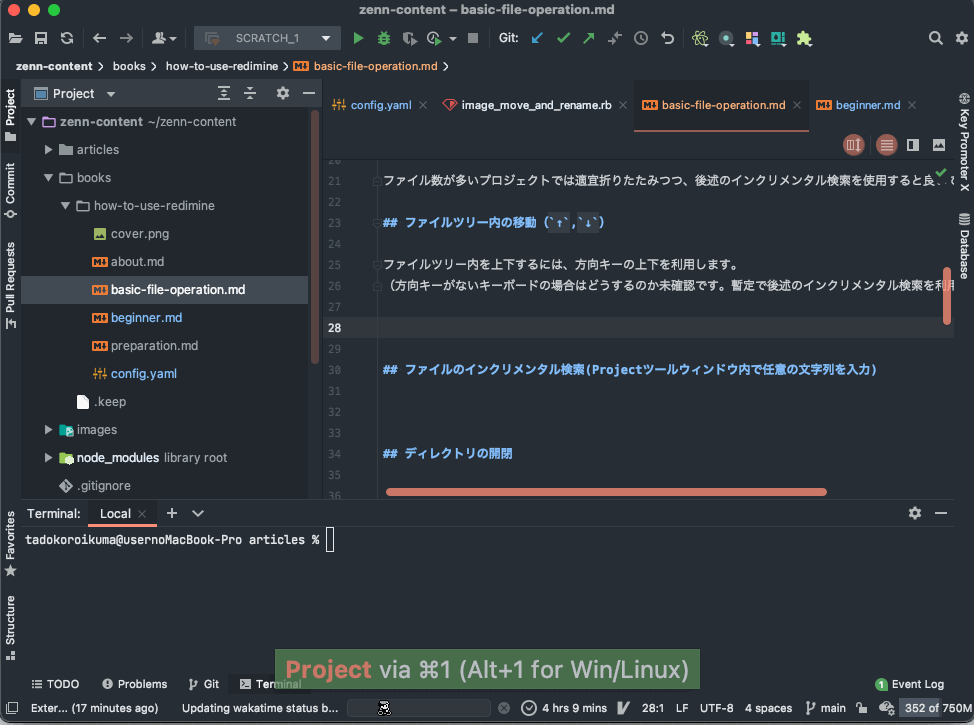 zenn-content – basic-file-operation.md
SCRATCH_1
Git:
zenn-content
books
how-to-use-redimine
basic-file-operation.md
Project
config.yaml
image_move_and_rename.rb
basic-file-operation.md
beginner.md
Project
Commit
Pull Requests
Favorites
Structure
zenn-content ~/zenn-content
articles
books
how-to-use-redimine
cover.png
about.md
basic-file-operation.md
beginner.md
preparation.md
config.yaml
.keep
images
node_modules library root
.gitignore
20
21 ファイル数が多いプロジェクトでは適宜折りたたみつつ、後述のインクリメンタル検索を使用すると良
22
23 ## ファイルツリー内の移動（`↑`,`↓`）
24
25 ファイルツリー内を上下するには、方向キーの上下を利用します。
26 （方向キーがないキーボードの場合はどうするのか未確認です。暫定で後述のインクリメンタル検索を利用
27
28
29
30 ## ファイルのインクリメンタル検索(Projectツールウィンドウ内で任意の文字列を入力)
31
32
33
34 ## ディレクトリの開閉
35
36
Key Promoter X
Database
Terminal:
Local
tadokoroikuma@usernoMacBook-Pro articles %
Project via ⌘1 (Alt+1 for Win/Linux)
TODO
Problems
Git
Terminal
1 Event Log
Exter... (17 minutes ago)
Updating wakatime status b...
4 hrs 9 mins
28:1
LF
UTF-8
4 spaces
main
352 of 750M